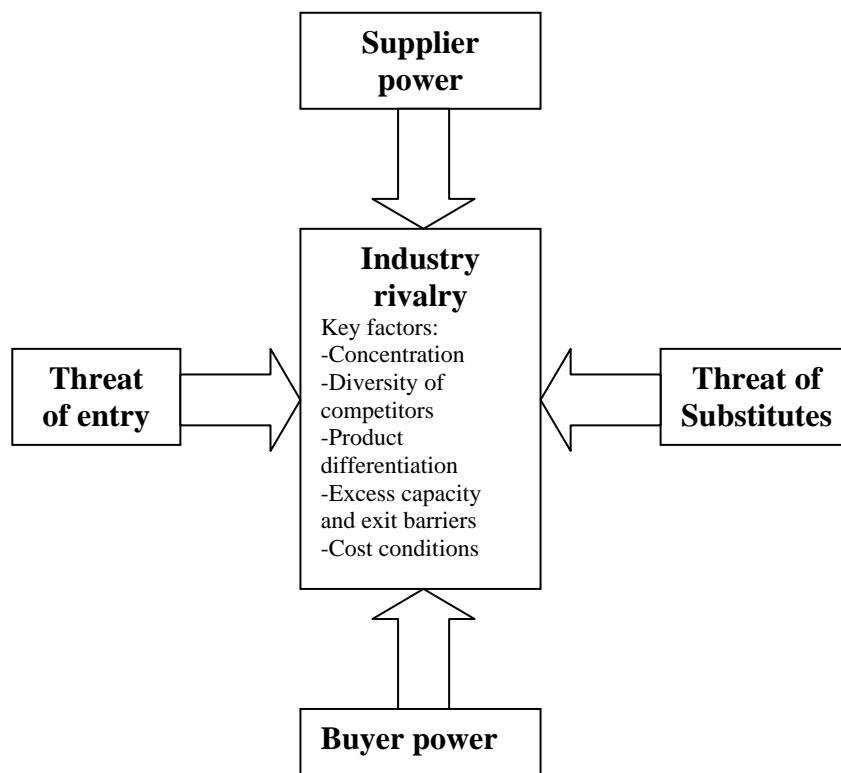 Supplier
power
Industry
rivalry
Key factors:
-Concentration
-Diversity of
competitors
-Product
differentiation
-Excess capacity
and exit barriers
-Cost conditions
Threat
of entry
Threat of
Substitutes
Buyer power